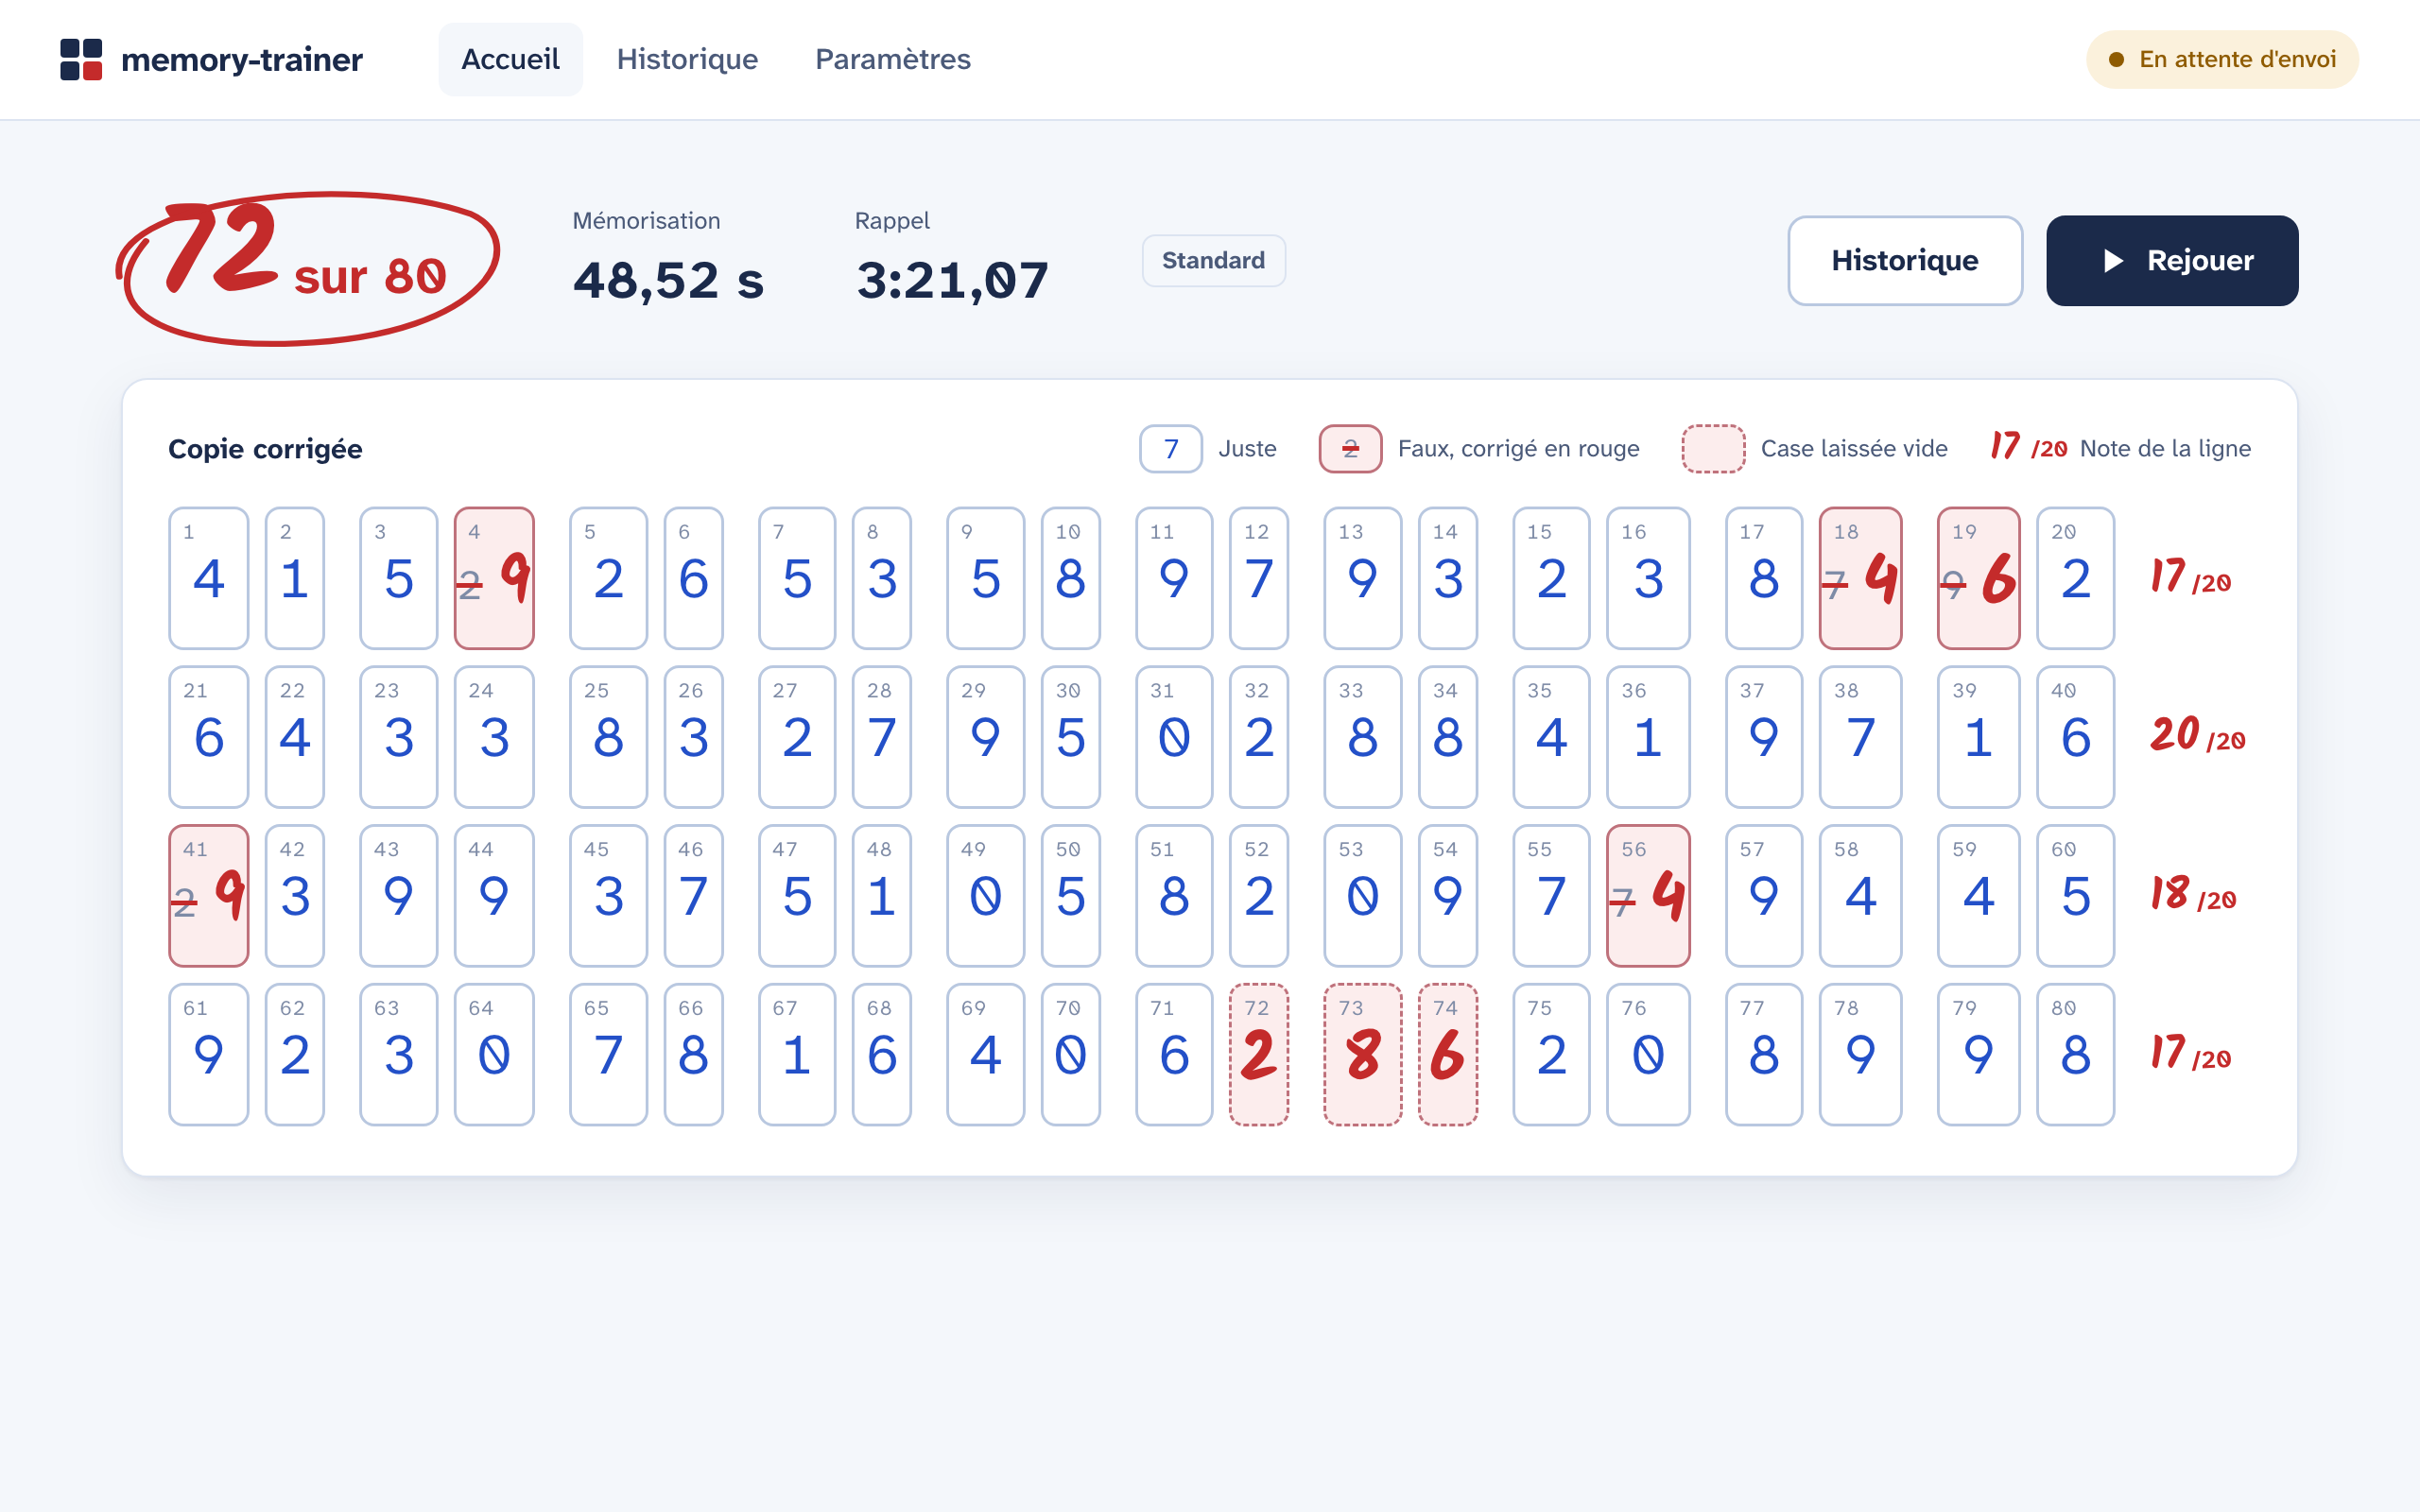 memory-trainer Accueil Historique Paramètres En attente d'envoi
72 sur 80
Mémorisation
48,52 s
Rappel
3:21,07
Standard
Historique
Rejouer
Copie corrigée
7 Juste 2 Faux, corrigé en rouge Case laissée vide 17 /20 Note de la ligne
1 2 3 4 5 6 7 8 9 10 11 12 13 14 15 16 17 18 19 20
4 1 5 2 9 2 6 5 3 5 8 9 7 9 3 2 3 8 7 4 9 6 2 17/20
21 22 23 24 25 26 27 28 29 30 31 32 33 34 35 36 37 38 39 40
6 4 3 3 8 3 2 7 9 5 0 2 8 8 4 1 9 7 1 6 20/20
41 42 43 44 45 46 47 48 49 50 51 52 53 54 55 56 57 58 59 60
2 9 3 9 9 3 7 5 1 0 5 8 2 0 9 7 7 4 9 4 4 5 18/20
61 62 63 64 65 66 67 68 69 70 71 72 73 74 75 76 77 78 79 80
9 2 3 0 7 8 1 6 4 0 6 2 8 6 2 0 8 9 9 8 17/20